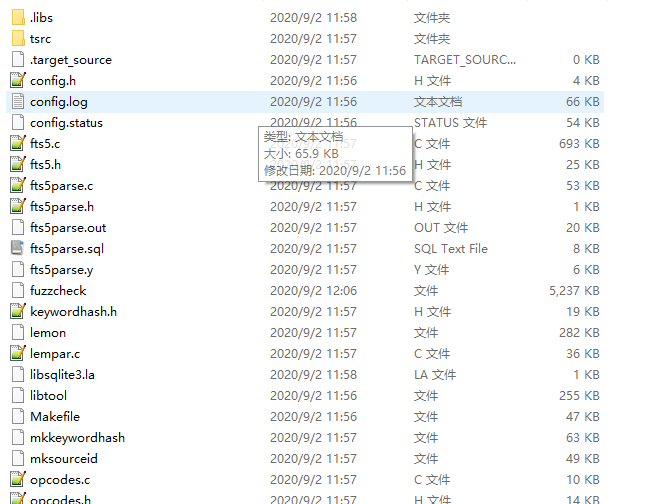 .libs 2020/9/2 11:58 文件夹
tsrc 2020/9/2 11:57 文件夹
.target_source 2020/9/2 11:57 TARGET_SOURC... 0 KB
config.h 2020/9/2 11:56 H 文件 4 KB
config.log 2020/9/2 11:56 文本文档 66 KB
config.status 2020/9/2 11:56 STATUS 文件 54 KB
类型: 文本文档
大小: 65.9 KB
修改日期: 2020/9/2 11:56
fts5.c C 文件 693 KB
fts5.h H 文件 25 KB
fts5parse.c 2020/9/2 11:57 C 文件 53 KB
fts5parse.h 2020/9/2 11:57 H 文件 1 KB
fts5parse.out 2020/9/2 11:57 OUT 文件 20 KB
fts5parse.sql 2020/9/2 11:57 SQL Text File 8 KB
fts5parse.y 2020/9/2 11:57 Y 文件 6 KB
fuzzcheck 2020/9/2 12:06 文件 5,237 KB
keywordhash.h 2020/9/2 11:57 H 文件 19 KB
lemon 2020/9/2 11:57 文件 282 KB
lempar.c 2020/9/2 11:57 C 文件 36 KB
libsqlite3.la 2020/9/2 11:58 LA 文件 1 KB
libtool 2020/9/2 11:56 文件 255 KB
Makefile 2020/9/2 11:56 文件 47 KB
mkkeywordhash 2020/9/2 11:57 文件 63 KB
mksourceid 2020/9/2 11:57 文件 49 KB
opcodes.c 2020/9/2 11:57 C 文件 10 KB
opcodes.h 2020/9/2 11:57 H 文件 14 KB